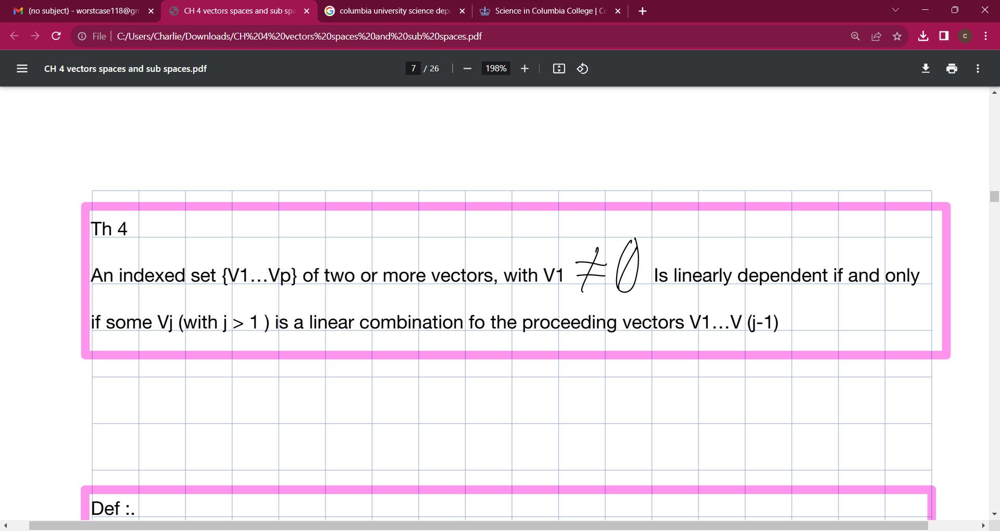 (no subject) - worstcase118@gm
CH 4 vectors spaces and sub spa
columbia university science depa
Science in Columbia College | Co
File | C:/Users/Charlie/Downloads/CH%204%20vectors%20spaces%20and%20sub%20spaces.pdf
C
CH 4 vectors spaces and sub spaces.pdf
7 / 26
198%
Th 4
An indexed set {V1...Vp} of two or more vectors, with V1 ≠ 0 Is linearly dependent if and only
if some Vj (with j > 1 ) is a linear combination fo the proceeding vectors V1...V (j-1)
Def :.